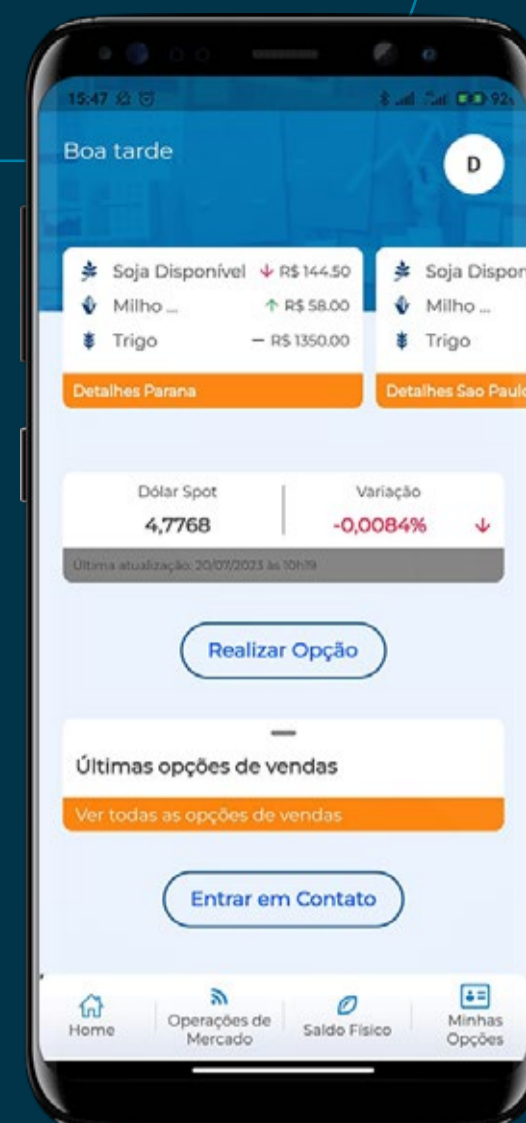 15:47 92%
Boa tarde
D
Soja Disponível R$ 144.50
Milho ... R$ 58.00
Trigo – R$ 1350.00
Detalhes Parana
Soja Dispon
Milho ...
Trigo
Detalhes Sao Paulo
Dólar Spot
4,7768
Variação
-0,0084%
Última atualização: 20/07/2023 às 10h19
Realizar Opção
Últimas opções de vendas
Ver todas as opções de vendas
Entrar em Contato
Home
Operações de
Mercado
Saldo Físico
Minhas
Opções